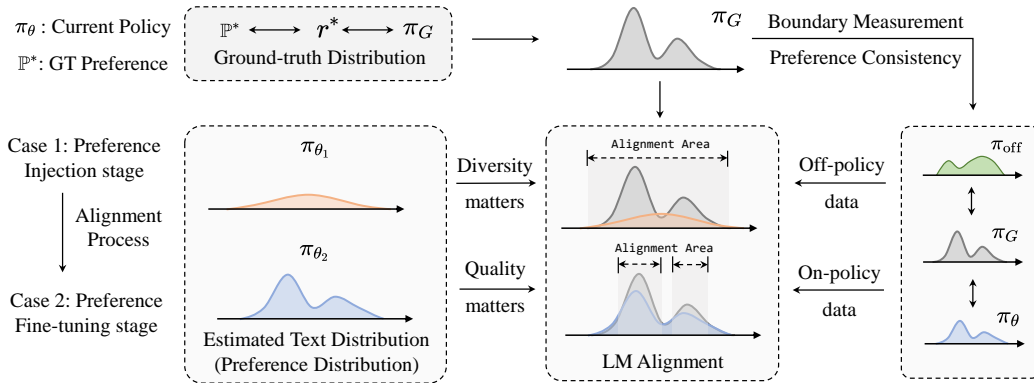 π_θ : Current Policy
ℙ* : GT Preference
ℙ* ⟷ r* ⟷ π_G
Ground-truth Distribution
π_G
Boundary Measurement
Preference Consistency
Case 1: Preference
Injection stage
Alignment
Process
Case 2: Preference
Fine-tuning stage
π_θ₁
π_θ₂
Estimated Text Distribution
(Preference Distribution)
Diversity
matters
Quality
matters
Alignment Area
Alignment Area
LM Alignment
Off-policy
data
On-policy
data
π_off
π_G
π_θ